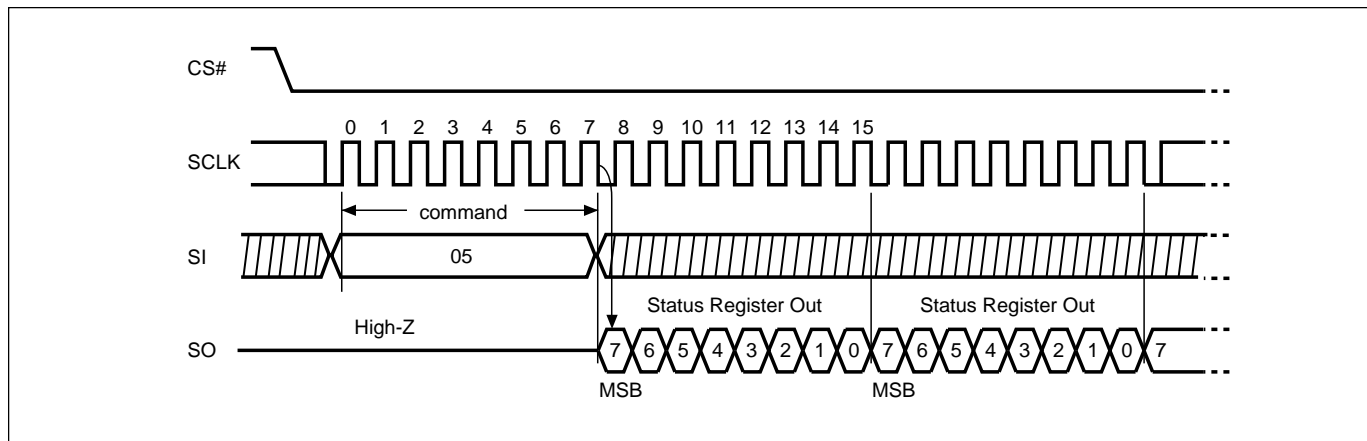 CS#
0 1 2 3 4 5 6 7 8 9 10 11 12 13 14 15
SCLK
command
SI
05
Status Register Out Status Register Out
High-Z
SO
7 6 5 4 3 2 1 0 7 6 5 4 3 2 1 0 7
MSB MSB